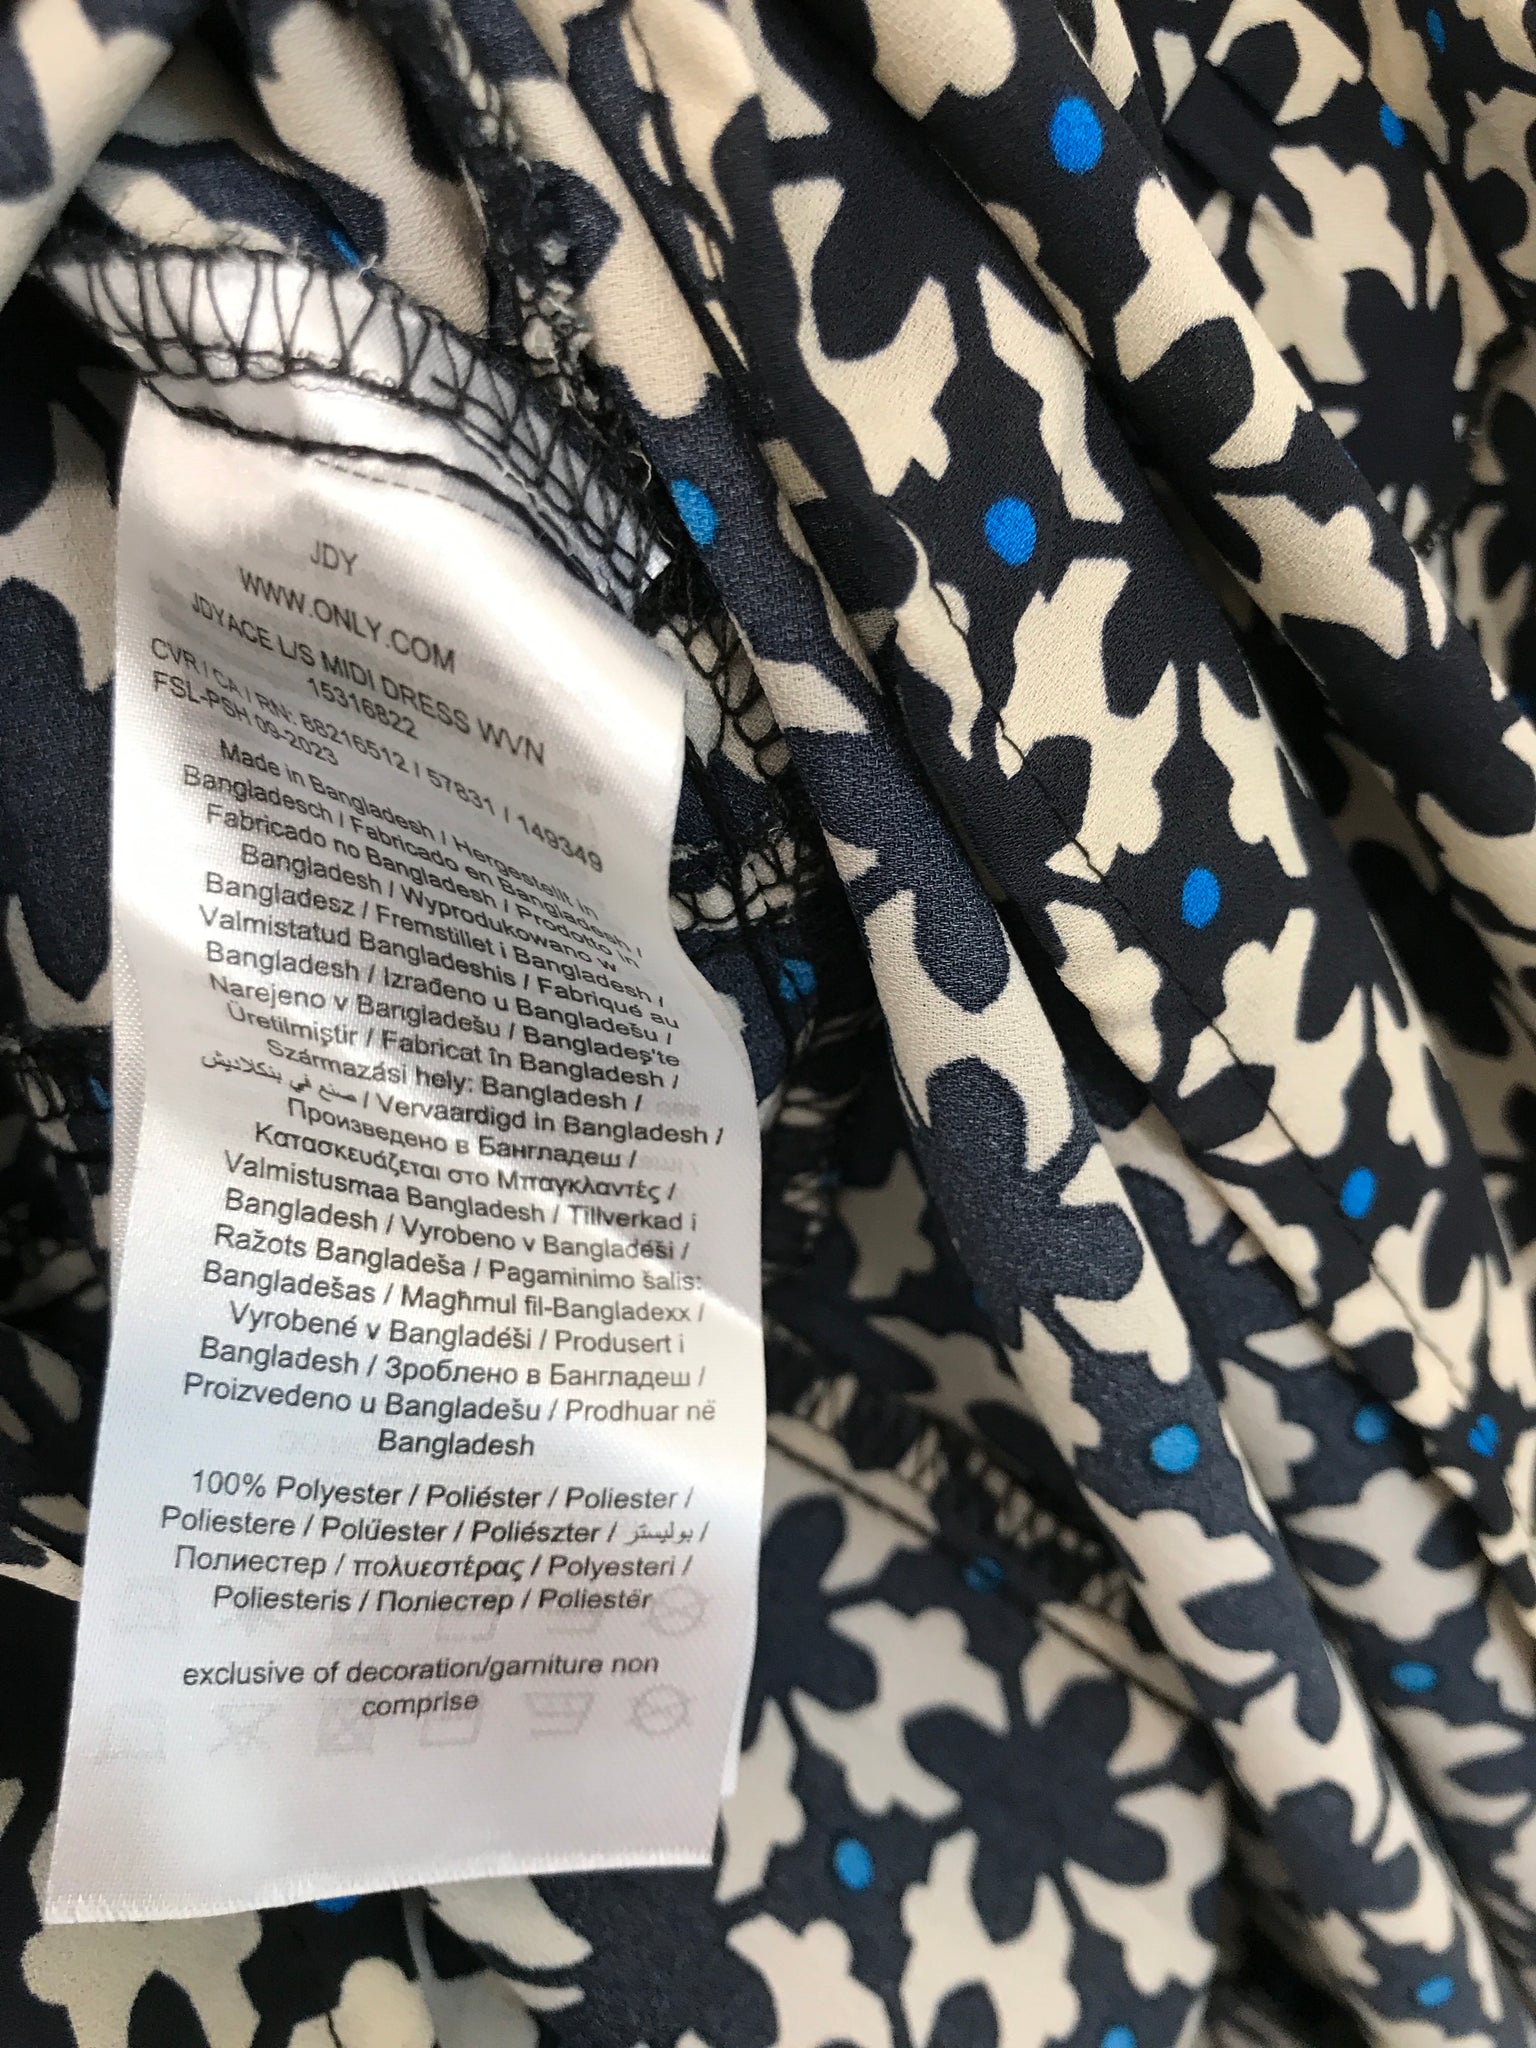 JDY
WWW.ONLY.COM
JDYACE L/S MIDI DRESS WVN
15316822
CVR I CA I RN: 88216512 I 57831 I 149349
FSL-PSH 09-2023
Made in Bangladesh / Hergestellt in
Bangladesch / Fabricado en Bangladesh /
Fabricado no Bangladesh / Prodotto in
Bangladesh / Wyprodukowano w
Bangladesz / Fremstillet i Bangladesh /
Valmistatud Bangladeshis / Fabriqué au
Bangladesh / Izrađeno u Bangladešu /
Narejeno v Bangladešu / Bangladeş'te
Üretilmiştir / Fabricat în Bangladesh /
Származási hely: Bangladesh /
صنع في بنكلاديش / Vervaardigd in Bangladesh /
Произведено в Бангладеш /
Κατασκευάζεται στο Μπαγκλαντές /
Valmistusmaa Bangladesh / Tillverkad i
Bangladesh / Vyrobeno v Bangladéši /
Ražots Bangladeša / Pagaminimo šalis:
Bangladešas / Magħmul fil-Bangladexx /
Vyrobené v Bangladéši / Produsert i
Bangladesh / Зроблено в Бангладеш /
Proizvedeno u Bangladešu / Prodhuar në
Bangladesh
100% Polyester / Poliéster / Poliester /
Poliestere / Polüester / Poliészter / بوليستر /
Полиестер / πολυεστέρας / Polyesteri /
Poliesteris / Поліестер / Poliestër
exclusive of decoration/garniture non
comprise